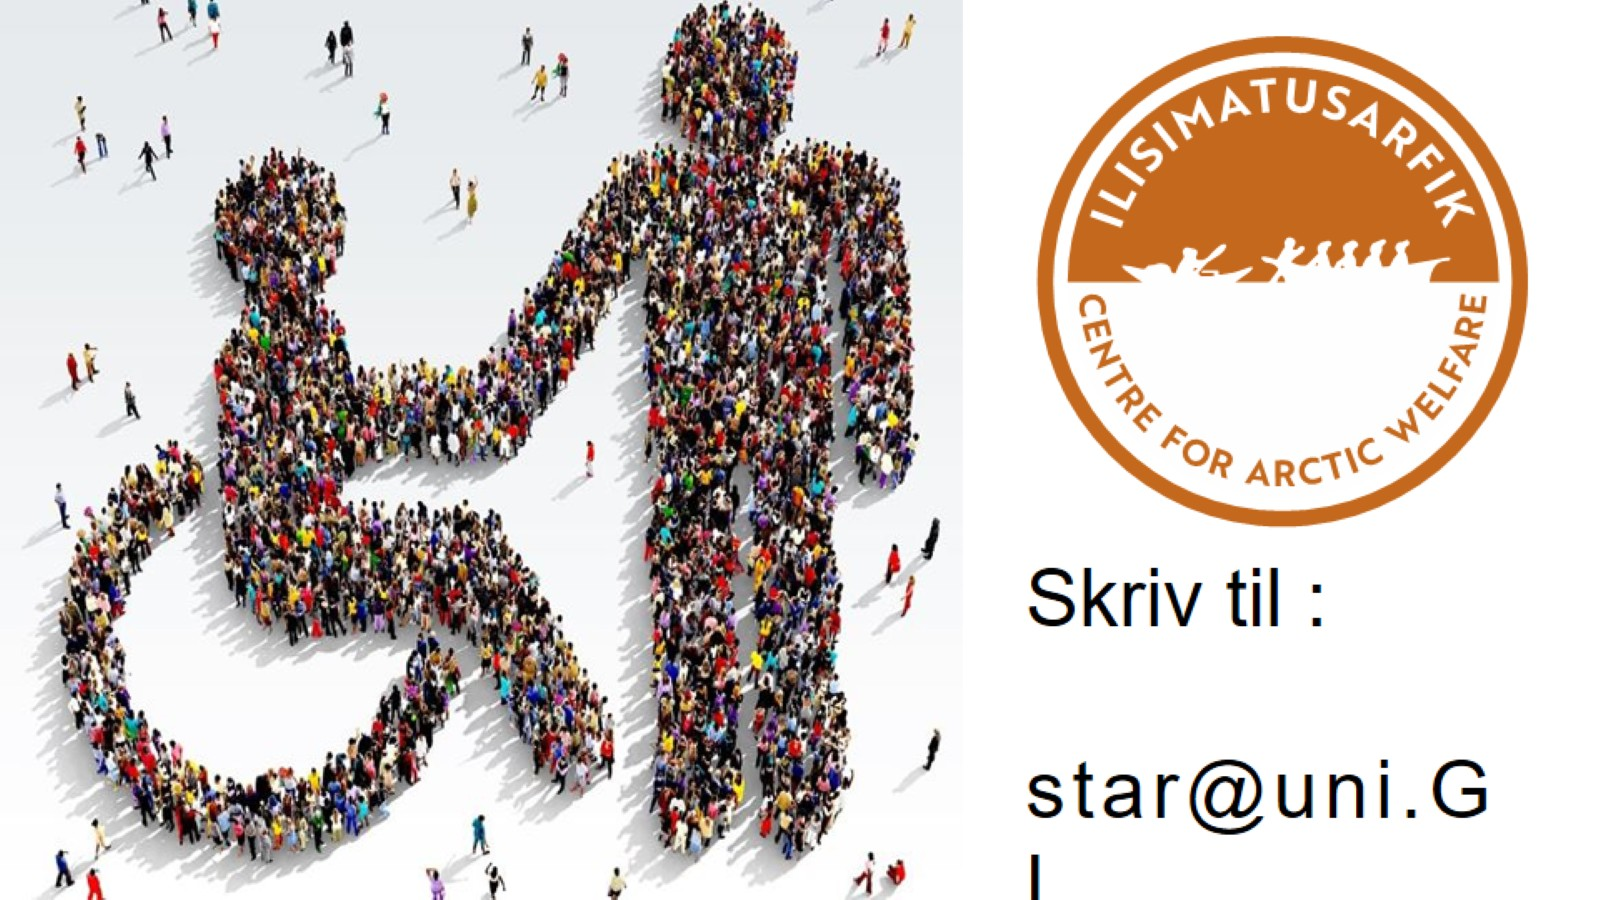 ILISIMATUSARFIK
CENTRE FOR ARCTIC WELFARE
Skriv til :
star@uni.G
l